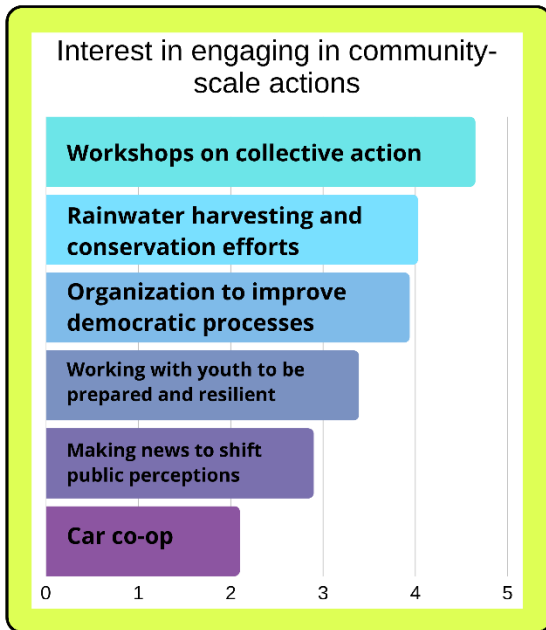 Interest in engaging in community-
scale actions
Workshops on collective action
Rainwater harvesting and
conservation efforts
Organization to improve
democratic processes
Working with youth to be
prepared and resilient
Making news to shift
public perceptions
Car co-op
0 1 2 3 4 5